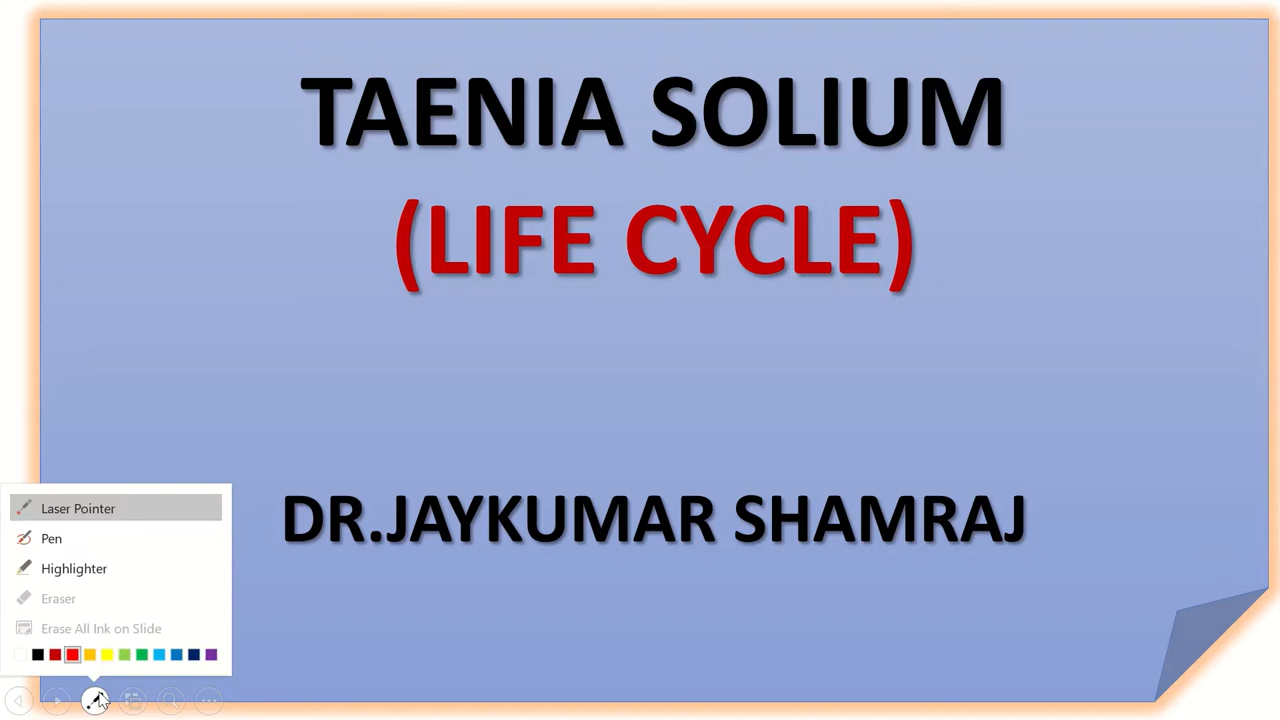 TAENIA SOLIUM
(LIFE CYCLE)
DR.JAYKUMAR SHAMRAJ
Laser Pointer
Pen
Highlighter
Eraser
Erase All Ink on Slide